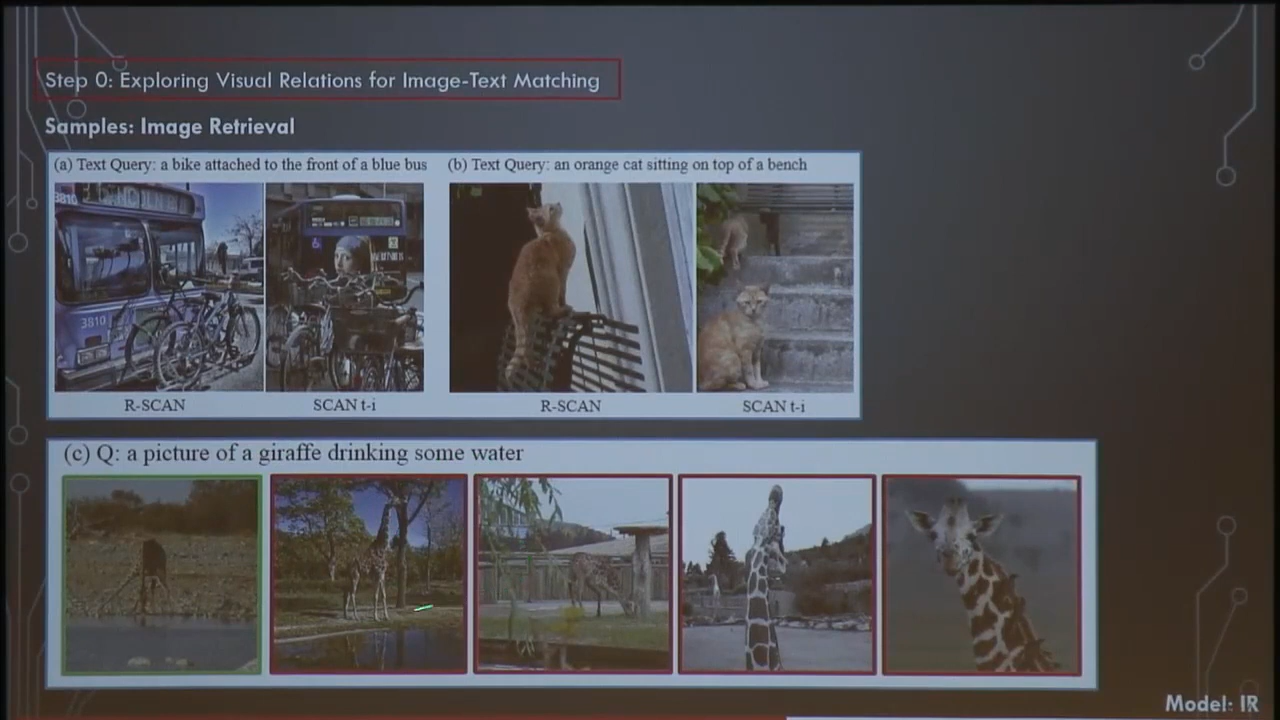 Step 0: Exploring Visual Relations for Image-Text Matching
Samples: Image Retrieval
(a) Text Query: a bike attached to the front of a blue bus
(b) Text Query: an orange cat sitting on top of a bench
3810
3810
R-SCAN
SCAN t-i
R-SCAN
SCAN t-i
(c) Q: a picture of a giraffe drinking some water
Model: IR